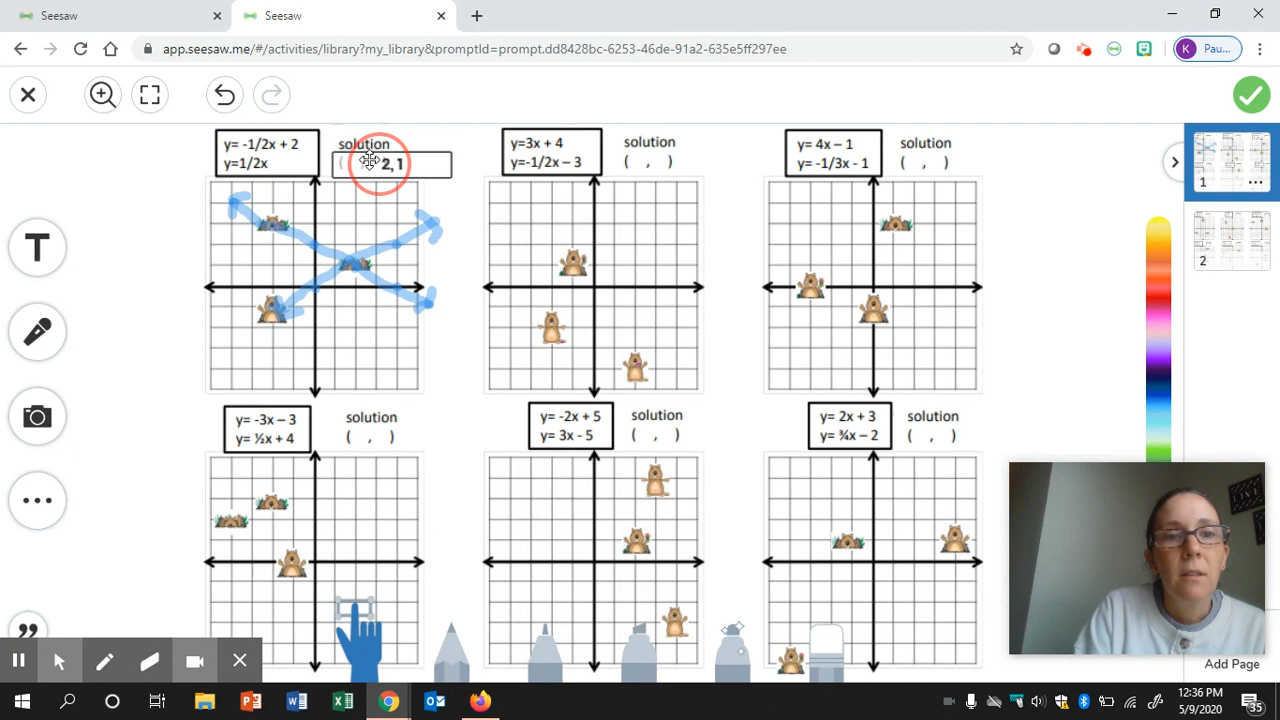 Seesaw
Seesaw
app.seesaw.me/#/activities/library?my_library&promptId=prompt.dd8428bc-6253-46de-91a2-635e5ff297ee
K Pau...
y= -1/2x + 2
y=1/2x
solution
( 2,1
y=3x + 4
y=-1/2x – 3
solution
( , )
y= 4x – 1
y= -1/3x - 1
solution
( , )
1
2
T
y= -3x – 3
y= ½x + 4
solution
( , )
y= -2x + 5
y= 3x - 5
solution
( , )
y= 2x + 3
y= ¾x – 2
solution
( , )
Add Page
12:36 PM
5/9/2020
35